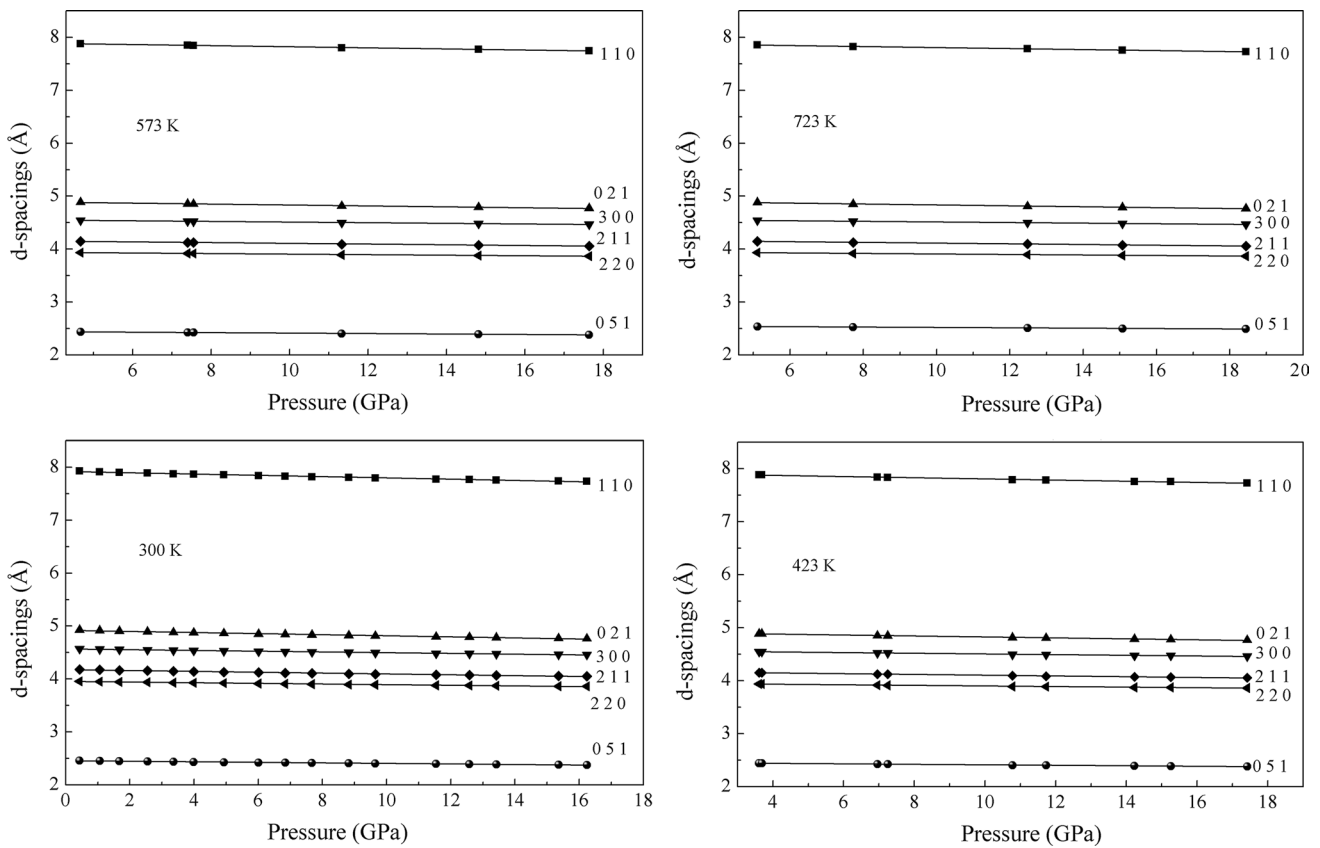 8
7
6
5
4
3
2
d-spacings (Å)
573 K
1 1 0
0 2 1
3 0 0
2 1 1
2 2 0
0 5 1
6 8 10 12 14 16 18
Pressure (GPa)
8
7
6
5
4
3
2
d-spacings (Å)
723 K
1 1 0
0 2 1
3 0 0
2 1 1
2 2 0
0 5 1
6 8 10 12 14 16 18 20
Pressure (GPa)
8
7
6
5
4
3
2
d-spacings (Å)
300 K
1 1 0
0 2 1
3 0 0
2 1 1
2 2 0
0 5 1
0 2 4 6 8 10 12 14 16 18
Pressure (GPa)
8
7
6
5
4
3
2
d-spacings (Å)
423 K
1 1 0
0 2 1
3 0 0
2 1 1
2 2 0
0 5 1
4 6 8 10 12 14 16 18
Pressure (GPa)